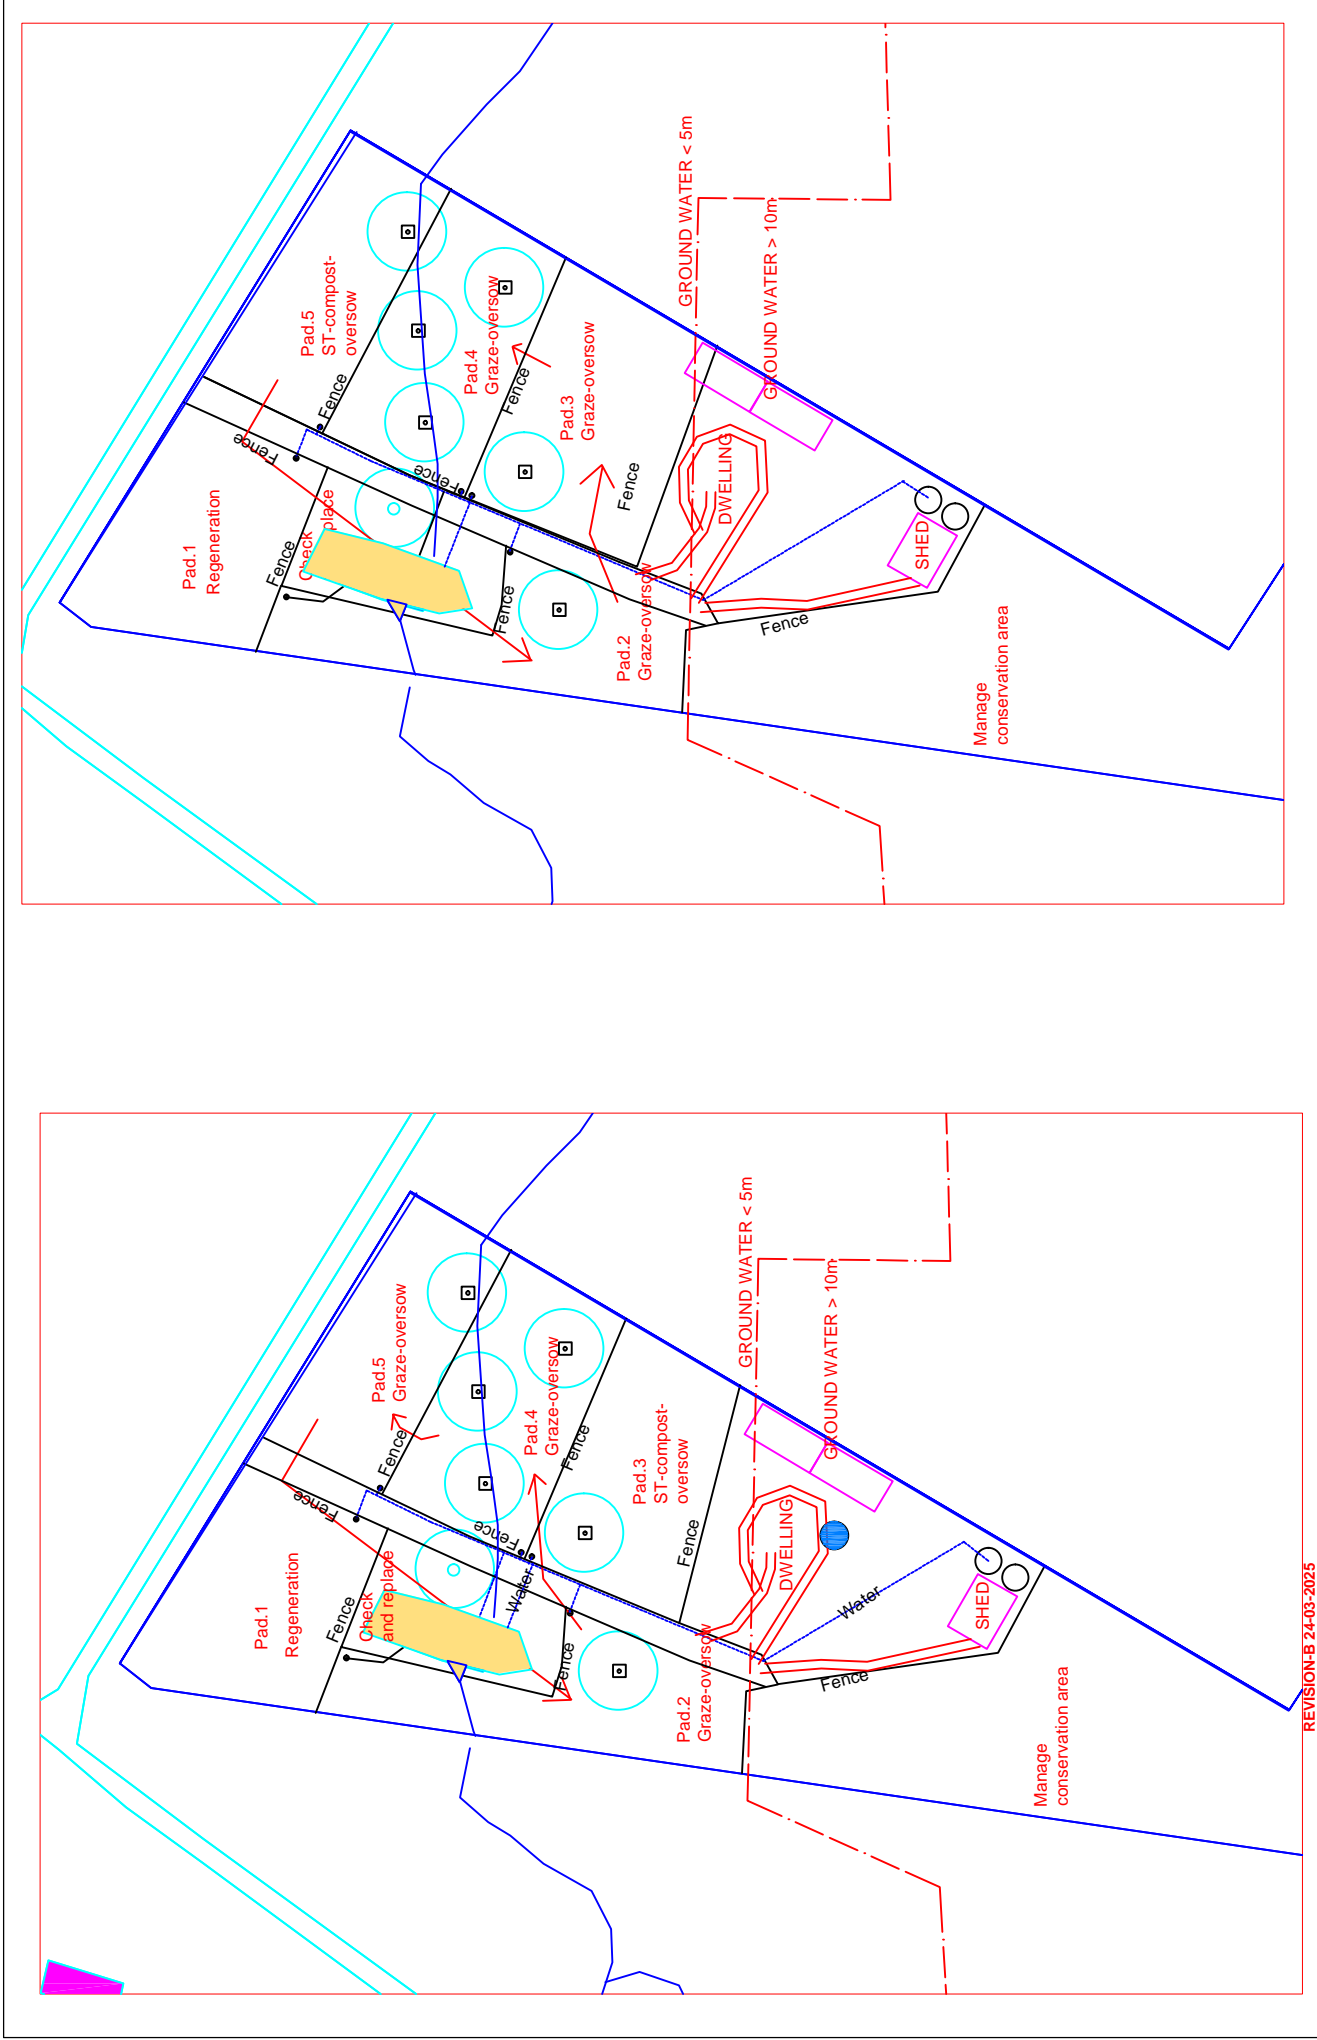 GROUND WATER < 5m
GROUND WATER > 10m
Pad.5
ST-compost-
oversow
Pad.4
Graze-oversow
Pad.3
Graze-oversow
Fence
Fence
Fence
Fence
Fence
Pad.1
Regeneration
Check
place
Fence
Fence
Pad.2
Graze-oversow
DWELLING
SHED
Fence
Manage
conservation area
GROUND WATER < 5m
GROUND WATER > 10m
Pad.5
Graze-oversow
Pad.4
Graze-oversow
Pad.3
ST-compost-
oversow
Fence
Fence
Fence
Fence
Fence
Water
Pad.1
Regeneration
Check
and replace
Fence
Fence
Pad.2
Graze-oversow
DWELLING
Water
SHED
Fence
Manage
conservation area
REVISION-B 24-03-2025